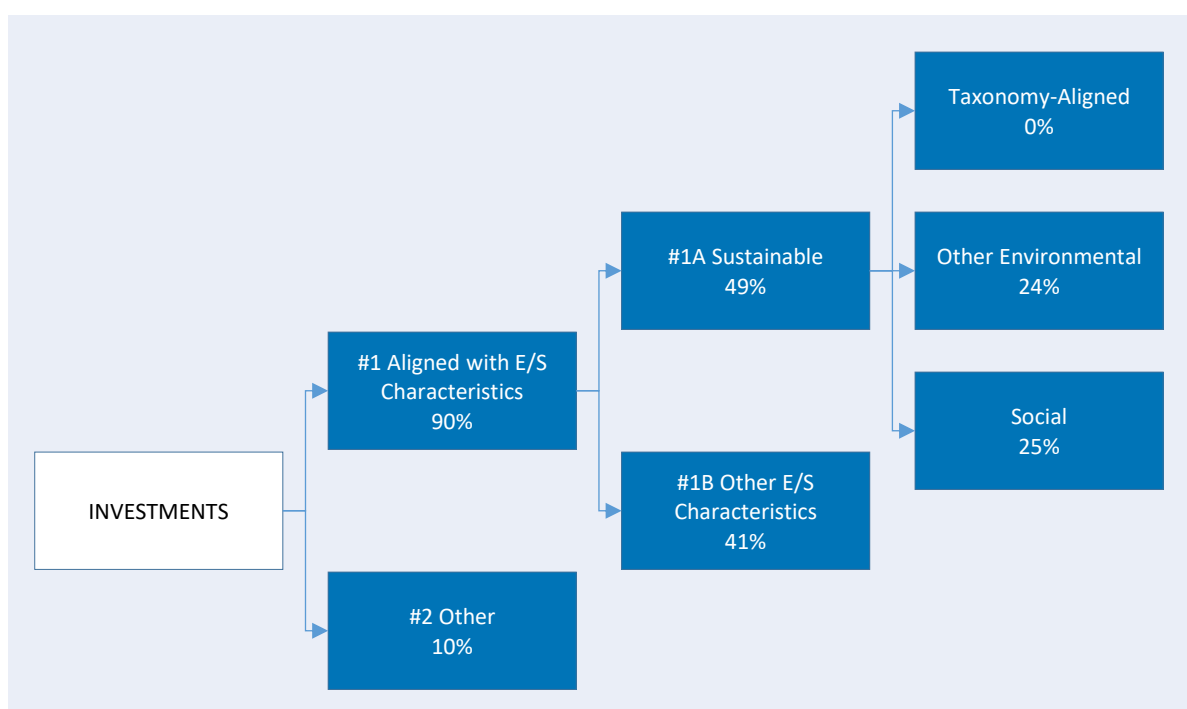 INVESTMENTS
#1 Aligned with E/S
Characteristics
90%
#2 Other
10%
#1A Sustainable
49%
#1B Other E/S
Characteristics
41%
Taxonomy-Aligned
0%
Other Environmental
24%
Social
25%